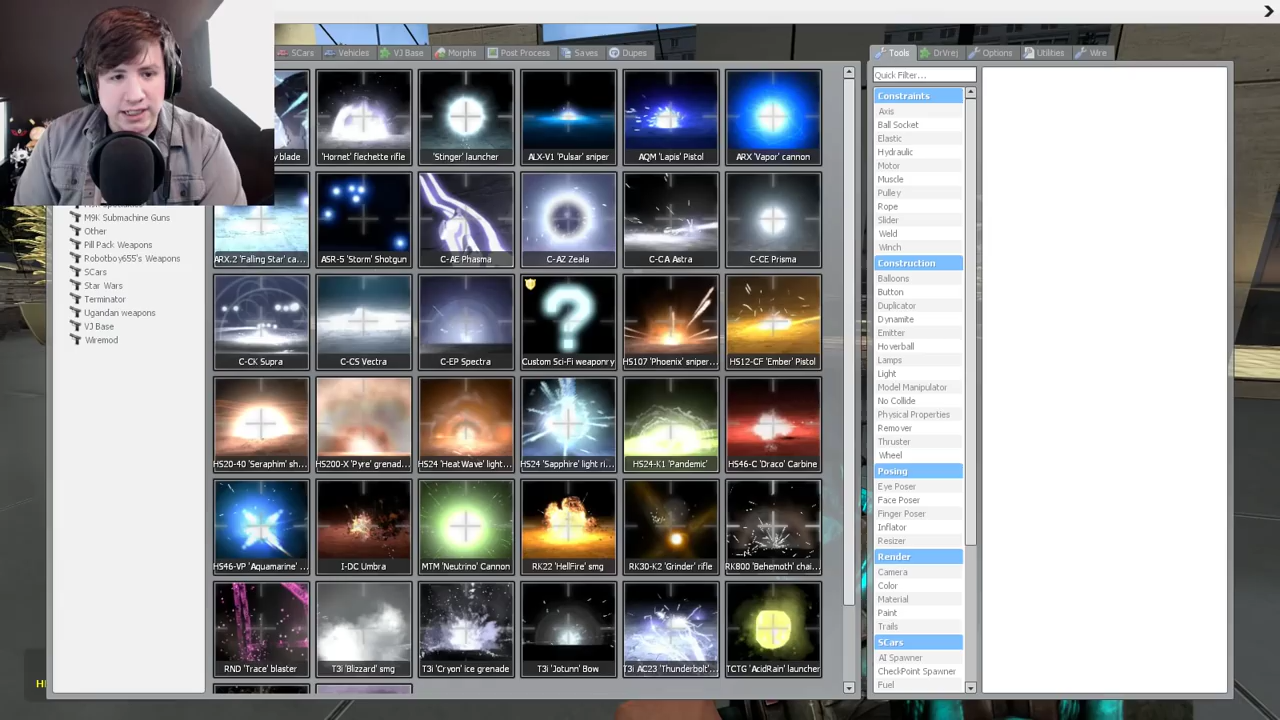 SCars
Vehicles
VJ Base
Morphs
Post Process
Saves
Dupes
M9K Submachine Guns
Other
Pill Pack Weapons
Robotboy655's Weapons
SCars
Star Wars
Terminator
Ugandan weapons
VJ Base
Wiremod
y blade
'Hornet' flechette rifle
'Stinger' launcher
ALX-V1 'Pulsar' sniper
AQM 'Lapis' Pistol
ARX 'Vapor' cannon
ARX.2 'Falling Star' ca...
ASR-5 'Storm' Shotgun
C-AE Phasma
C-AZ Zeala
C-CA Astra
C-CE Prisma
C-CK Supra
C-CS Vectra
C-EP Spectra
Custom Sci-Fi weaponry
HS107 'Phoenix' sniper...
HS12-CF 'Ember' Pistol
HS20-40 'Seraphim' sh...
HS200-X 'Pyre' grenad...
HS24 'HeatWave' light...
HS24 'Sapphire' light ri...
HS24-K1 'Pandemic'
HS46-C 'Draco' Carbine
HS46-VP 'Aquamarine' ...
I-DC Umbra
MTM 'Neutrino' Cannon
RK22 'HellFire' smg
RK30-K2 'Grinder' rifle
RK800 'Behemoth' chai...
RND 'Trace' blaster
T3i 'Blizzard' smg
T3i 'Cryon' ice grenade
T3i 'Jotunn' Bow
T3i AC23 'Thunderbolt'...
TCTG 'AcidRain' launcher
Tools
DrVrej
Options
Utilities
Wire
Quick Filter...
Constraints
Axis
Ball Socket
Elastic
Hydraulic
Motor
Muscle
Pulley
Rope
Slider
Weld
Winch
Construction
Balloons
Button
Duplicator
Dynamite
Emitter
Hoverball
Lamps
Light
Model Manipulator
No Collide
Physical Properties
Remover
Thruster
Wheel
Posing
Eye Poser
Face Poser
Finger Poser
Inflator
Resizer
Render
Camera
Color
Material
Paint
Trails
SCars
AI Spawner
CheckPoint Spawner
Fuel